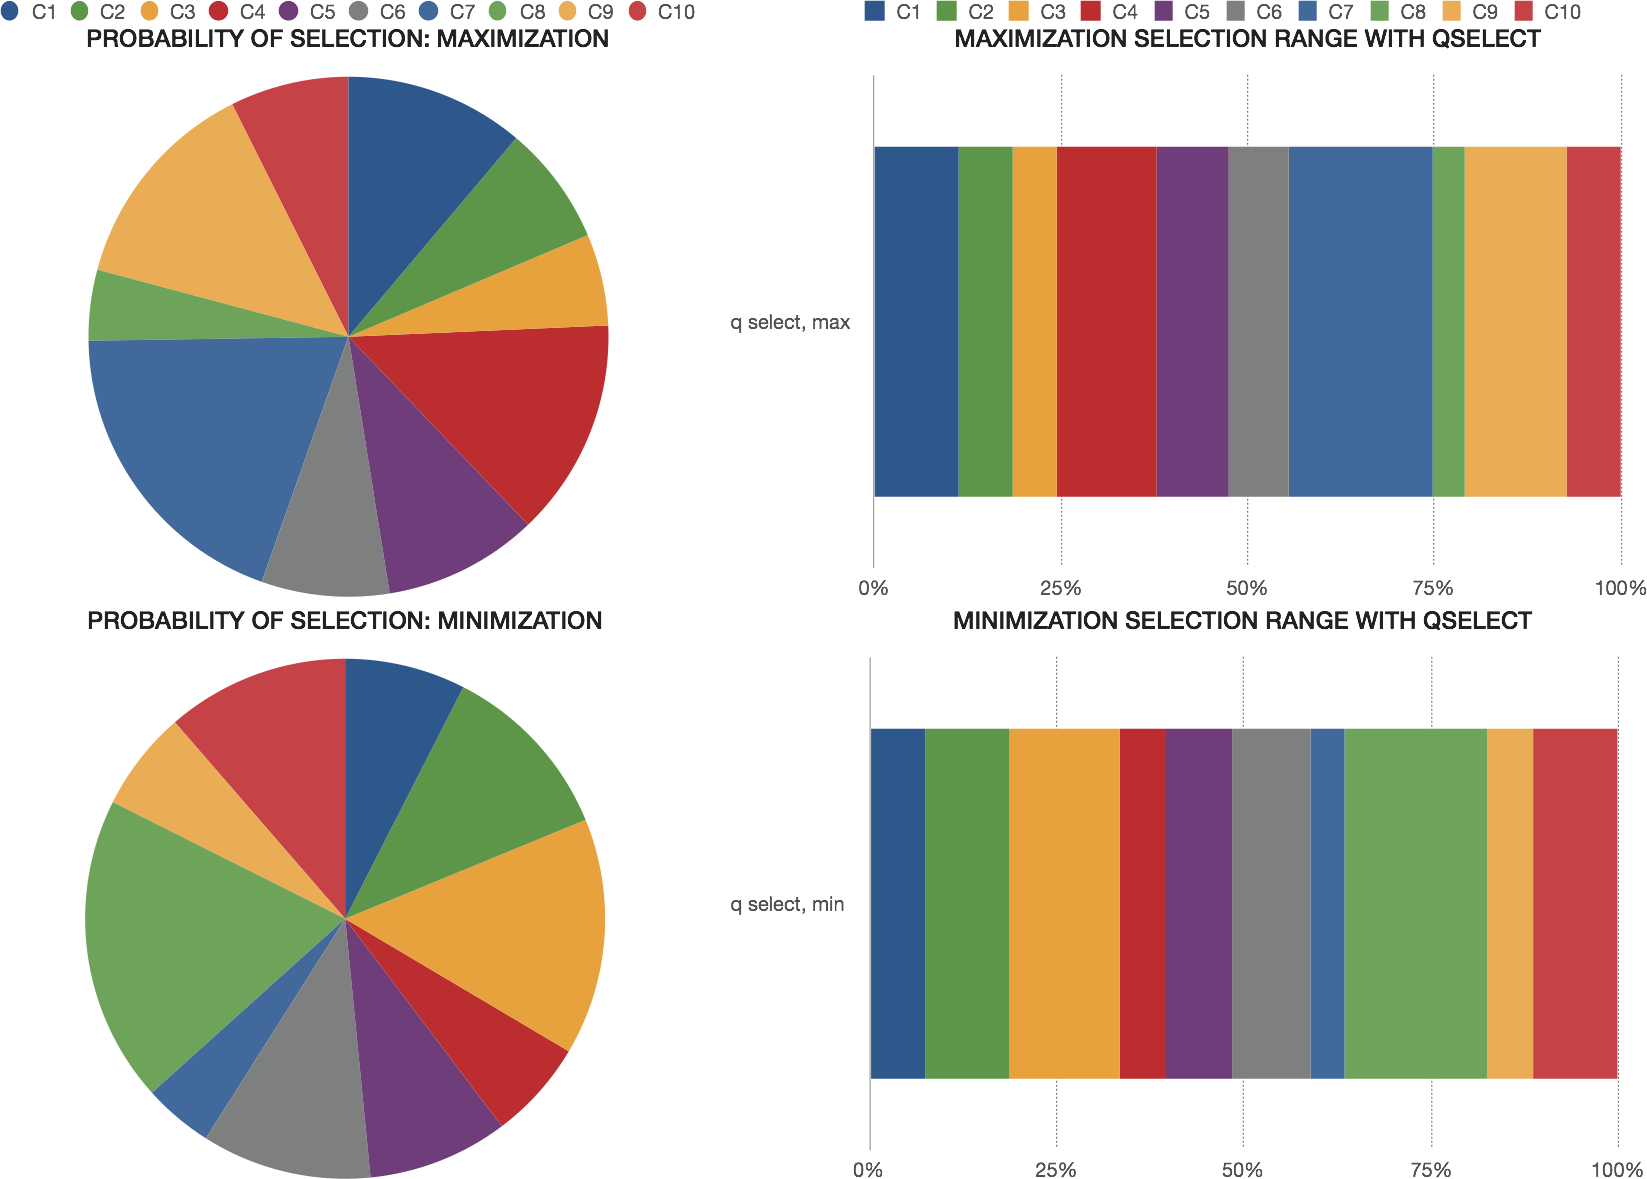 C1 C2 C3 C4 C5 C6 C7 C8 C9 C10
PROBABILITY OF SELECTION: MAXIMIZATION
C1 C2 C3 C4 C5 C6 C7 C8 C9 C10
MAXIMIZATION SELECTION RANGE WITH QSELECT
q select, max
0% 25% 50% 75% 100%
PROBABILITY OF SELECTION: MINIMIZATION
MINIMIZATION SELECTION RANGE WITH QSELECT
q select, min
0% 25% 50% 75% 100%